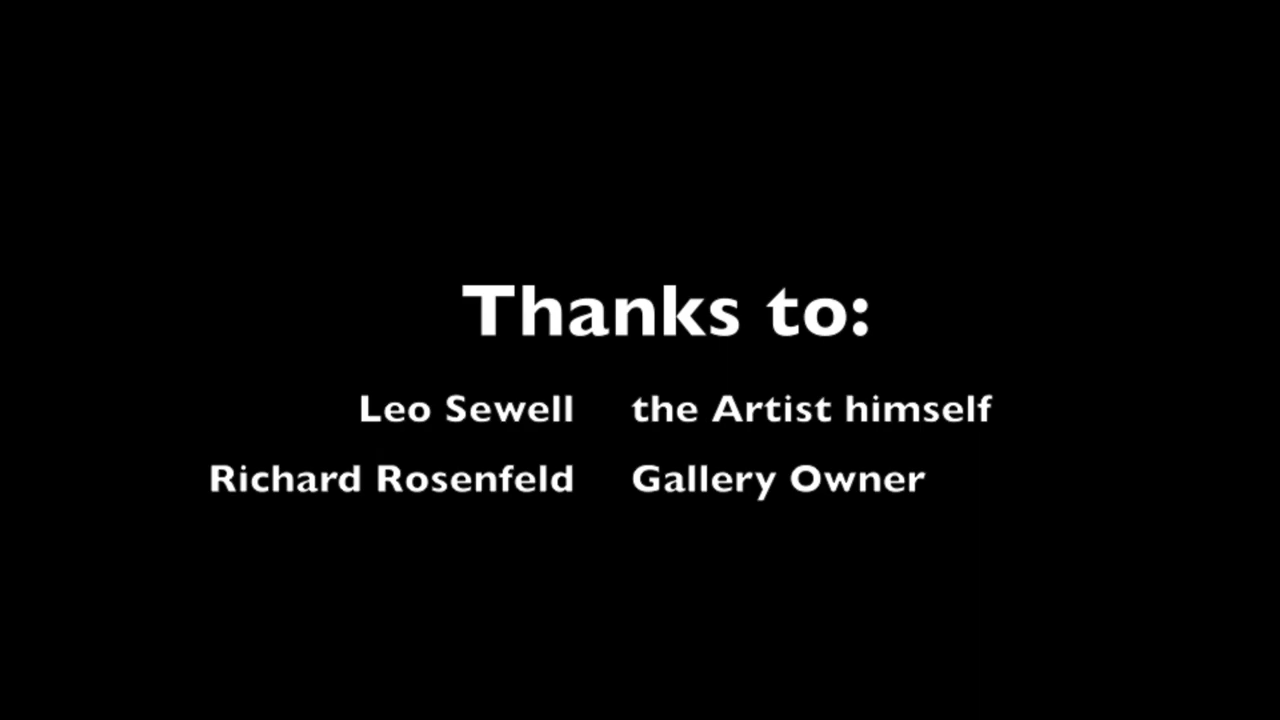 Thanks to:
Leo Sewell the Artist himself
Richard Rosenfeld Gallery Owner